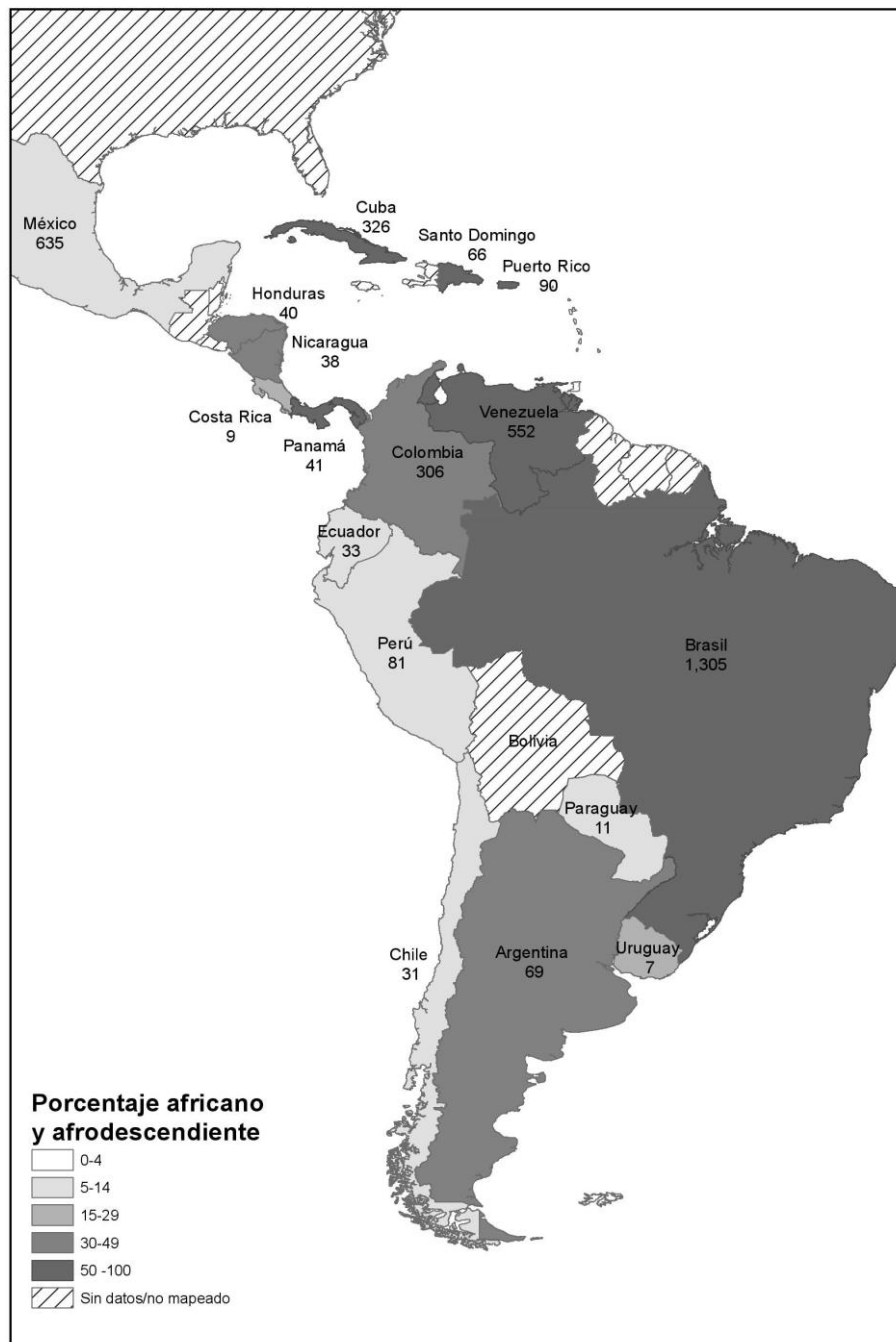 Cuba
326
Santo Domingo
66
México
635
Puerto Rico
90
Honduras
40
Nicaragua
38
Costa Rica
9
Venezuela
552
Panamá
41
Colombia
306
Ecuador
33
Perú
81
Brasil
1,305
Bolivia
Paraguay
11
Chile
31
Argentina
69
Uruguay
7
Porcentaje africano
y afrodescendiente
0-4
5-14
15-29
30-49
50 -100
Sin datos/no mapeado